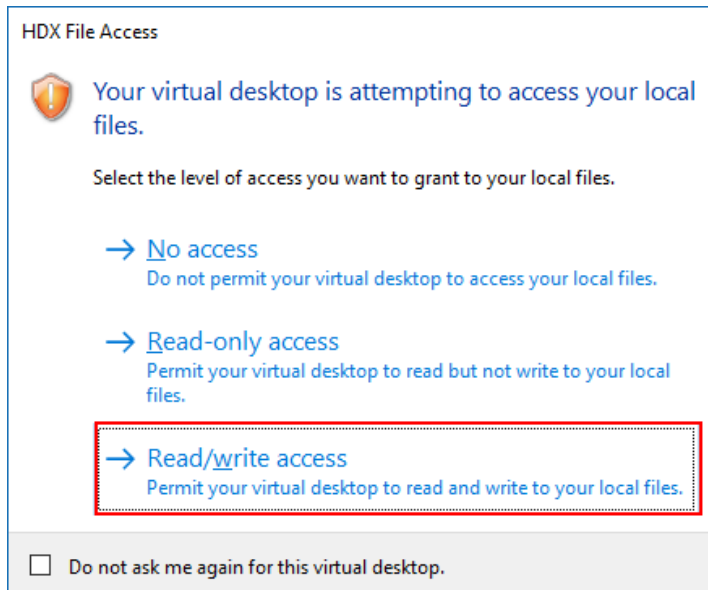 HDX File Access
Your virtual desktop is attempting to access your local
files.
Select the level of access you want to grant to your local files.
No access
Do not permit your virtual desktop to access your local files.
Read-only access
Permit your virtual desktop to read but not write to your local
files.
Read/write access
Permit your virtual desktop to read and write to your local files.
Do not ask me again for this virtual desktop.